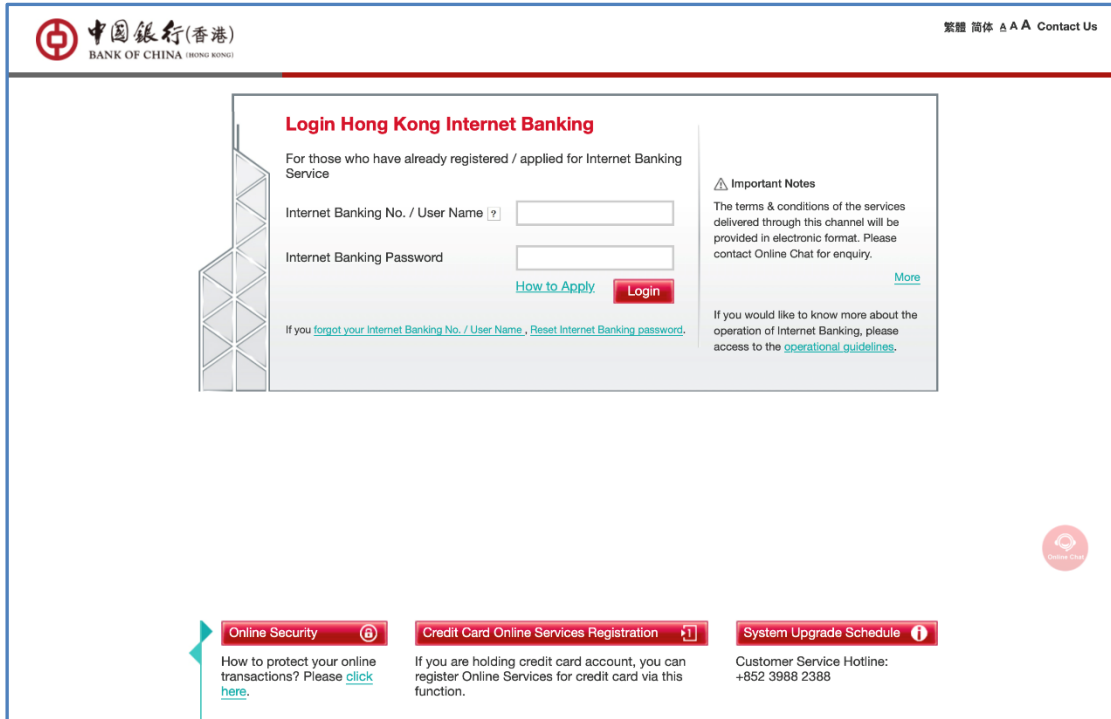 中國銀行(香港)
BANK OF CHINA (HONG KONG)
繁體 简体 A A A Contact Us
Login Hong Kong Internet Banking
For those who have already registered / applied for Internet Banking
Service
Internet Banking No. / User Name ?
Internet Banking Password
How to Apply Login
If you forgot your Internet Banking No. / User Name , Reset Internet Banking password.
Important Notes
The terms & conditions of the services
delivered through this channel will be
provided in electronic format. Please
contact Online Chat for enquiry.
More
If you would like to know more about the
operation of Internet Banking, please
access to the operational guidelines.
Online Chat
Online Security
How to protect your online
transactions? Please click
here.
Credit Card Online Services Registration
If you are holding credit card account, you can
register Online Services for credit card via this
function.
System Upgrade Schedule
Customer Service Hotline:
+852 3988 2388